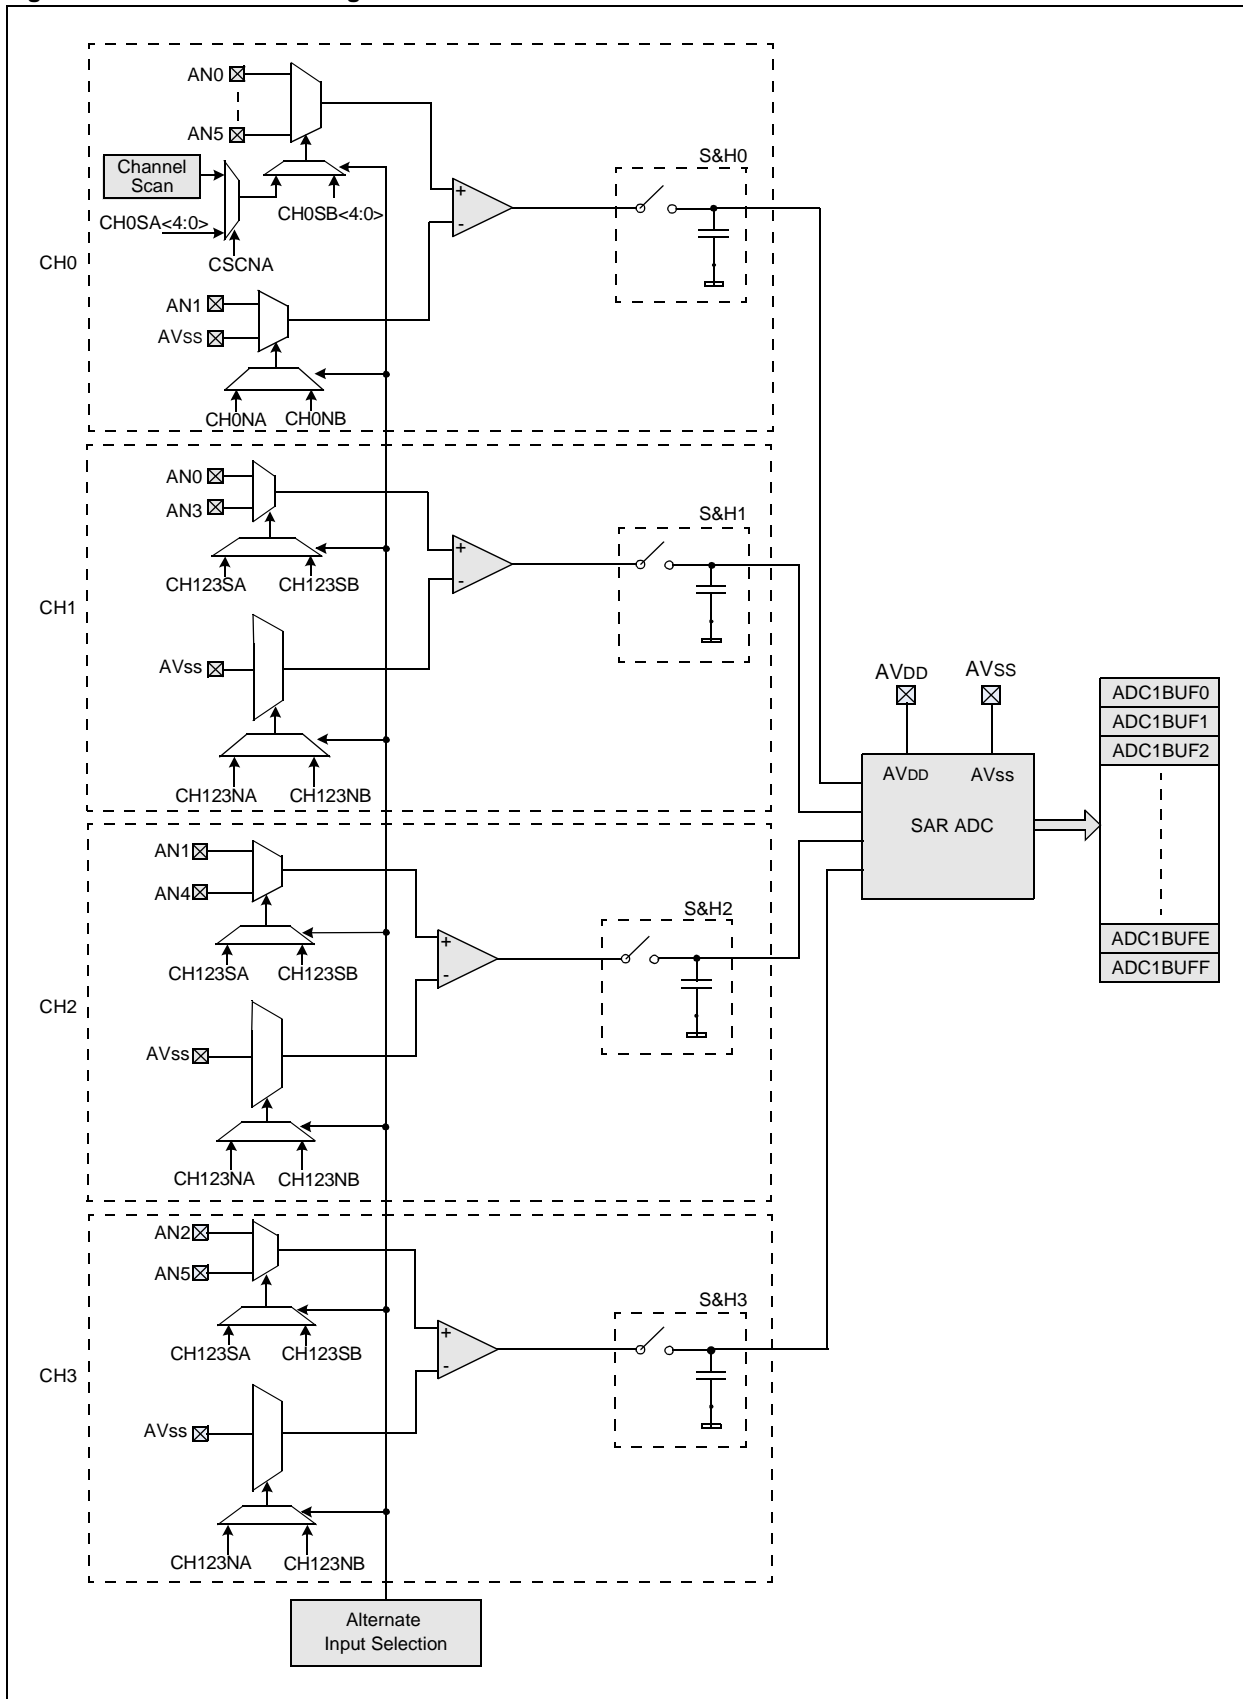 AN0
AN5
Channel
Scan
CH0SA<4:0>
CH0SB<4:0>
CSCNA
CH0
AN1
AVSS
CH0NA
CH0NB
+
-
S&H0
AN0
AN3
CH123SA
CH123SB
CH1
AVSS
CH123NA
CH123NB
+
-
S&H1
AVDD
AVSS
AVDD
AVSS
SAR ADC
ADC1BUF0
ADC1BUF1
ADC1BUF2
ADC1BUFE
ADC1BUFF
AN1
AN4
CH123SA
CH123SB
CH2
AVSS
CH123NA
CH123NB
+
-
S&H2
AN2
AN5
CH123SA
CH123SB
CH3
AVSS
CH123NA
CH123NB
+
-
S&H3
Alternate
Input Selection